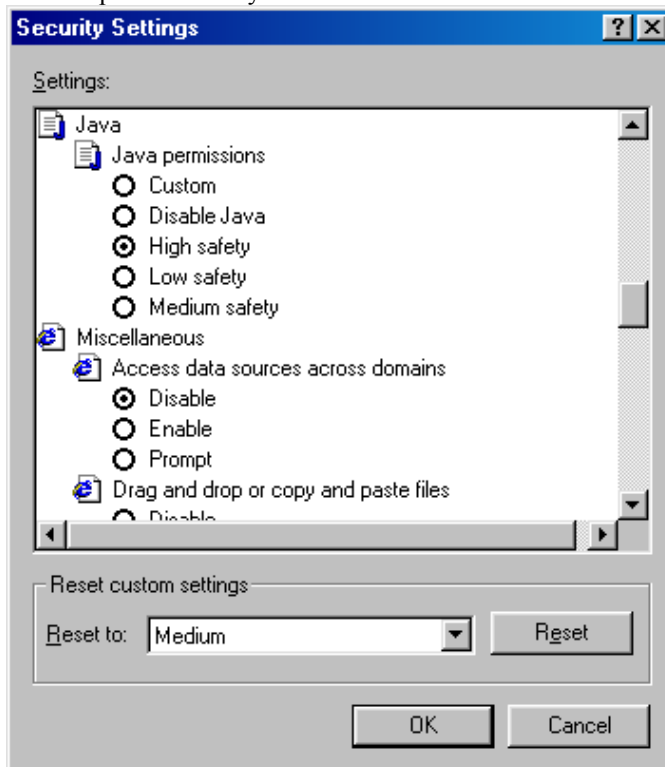 Security Settings
Settings:
Java
Java permissions
Custom
Disable Java
High safety
Low safety
Medium safety
Miscellaneous
Access data sources across domains
Disable
Enable
Prompt
Drag and drop or copy and paste files
Disable
Reset custom settings
Reset to: Medium Reset
OK Cancel